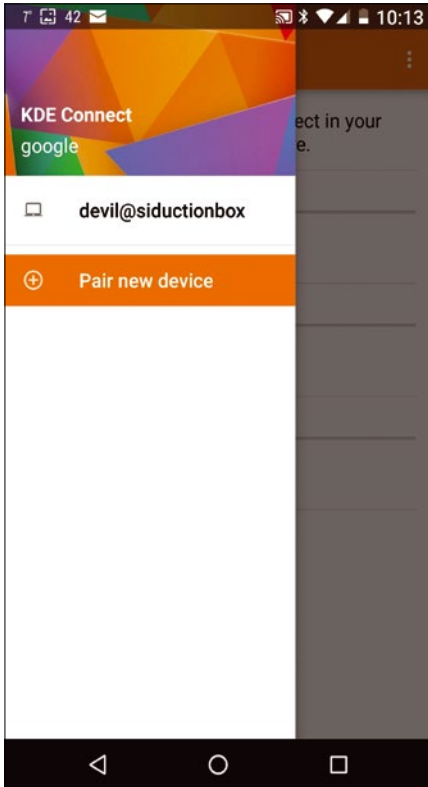 7° 42 10:13
KDE Connect
google
ect in your
e.
devil@siductionbox
Pair new device